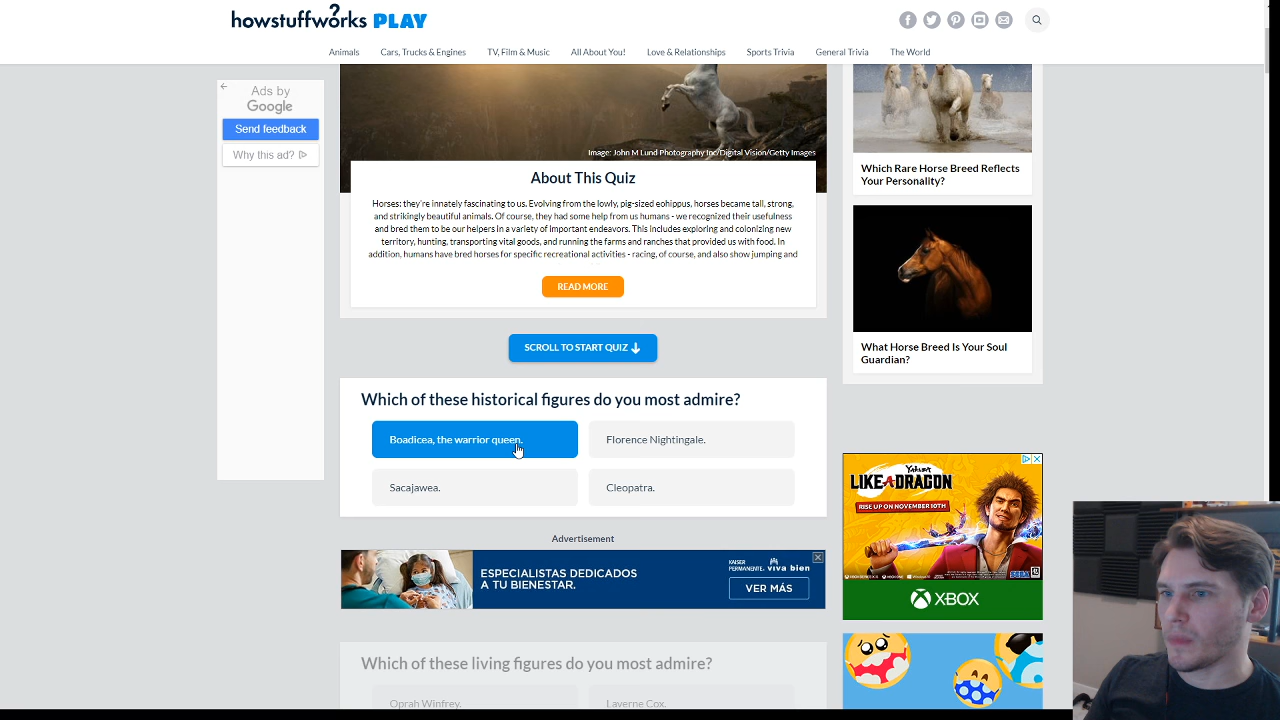 howstuffworks PLAY
Animals
Cars, Trucks & Engines
TV, Film & Music
All About You!
Love & Relationships
Sports Trivia
General Trivia
The World
Ads by
Google
Send feedback
Why this ad?
Image: John M Lund Photography Inc/Digital Vision/Getty Images
About This Quiz
Horses: they're innately fascinating to us. Evolving from the lowly, pig-sized eohippus, horses became tall, strong,
and strikingly beautiful animals. Of course, they had some help from us humans - we recognized their usefulness
and bred them to be our helpers in a variety of important endeavors. This includes exploring and colonizing new
territory, hunting, transporting vital goods, and running the farms and ranches that provided us with food. In
addition, humans have bred horses for specific recreational activities - racing, of course, and also show jumping and
READ MORE
SCROLL TO START QUIZ
Which of these historical figures do you most admire?
Boadicea, the warrior queen.
Florence Nightingale.
Sacajawea.
Cleopatra.
Advertisement
ESPECIALISTAS DEDICADOS
A TU BIENESTAR.
KAISER
PERMANENTE. viva bien
VER MÁS
Which of these living figures do you most admire?
Oprah Winfrey.
Laverne Cox.
Which Rare Horse Breed Reflects
Your Personality?
What Horse Breed Is Your Soul
Guardian?
Yakuza
LIKE A DRAGON
RISE UP ON NOVEMBER 10TH
SEGA
XBOX